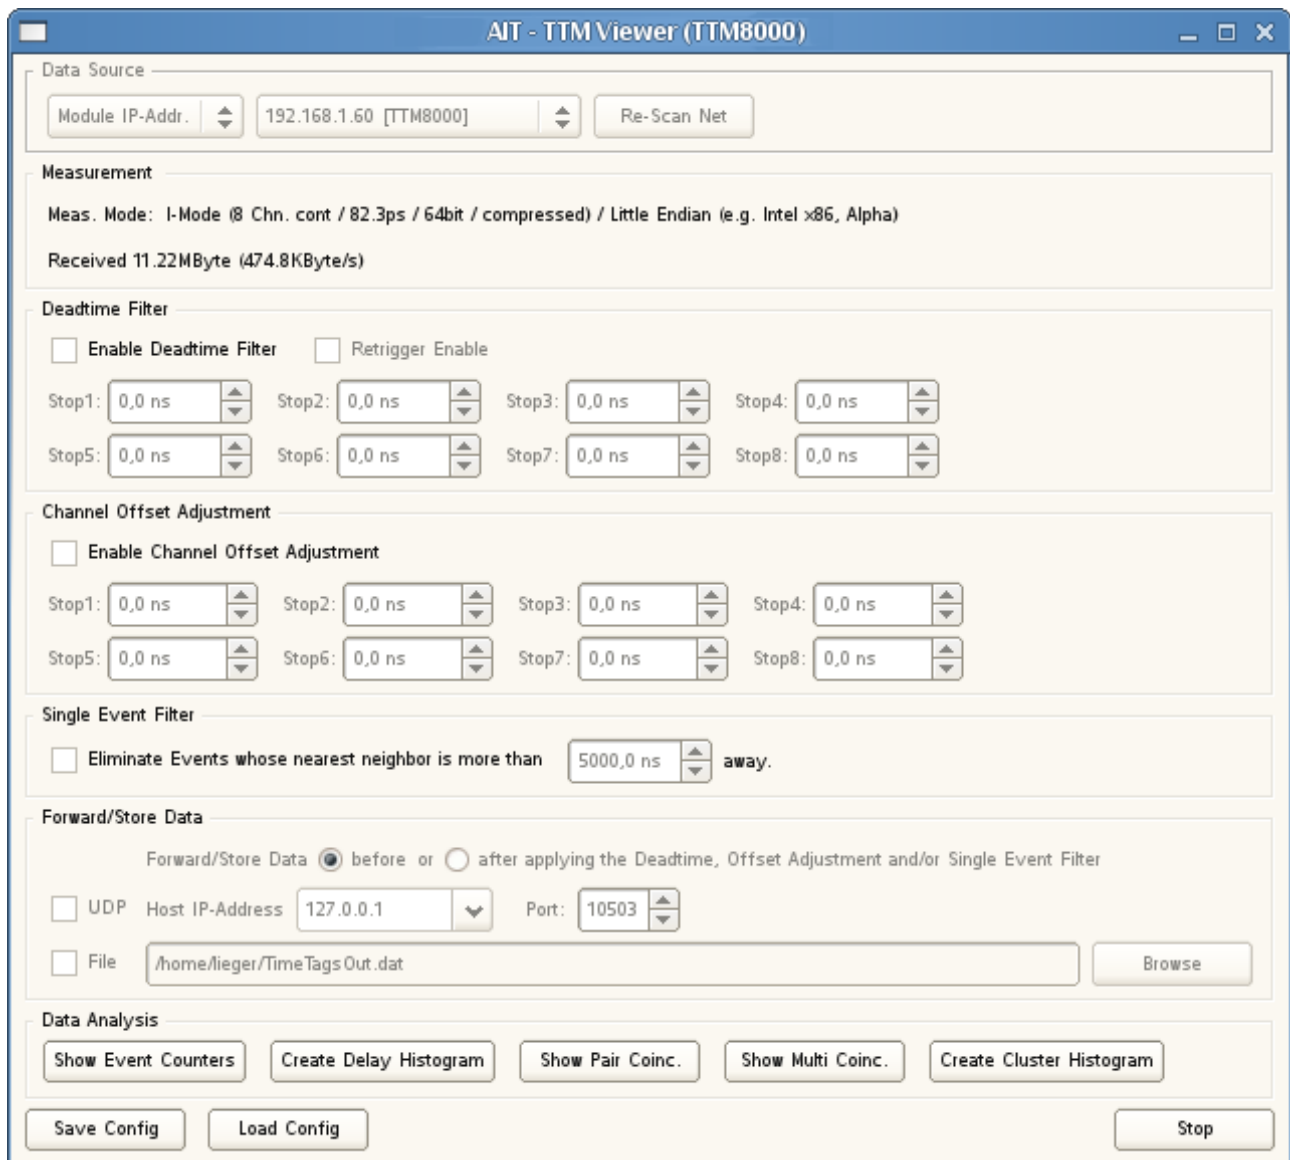 AIT - TTM Viewer (TTM8000)
Data Source
Module IP-Addr. 192.168.1.60 [TTM8000] Re-Scan Net
Measurement
Meas. Mode: I-Mode (8 Chn. cont / 82.3ps / 64bit / compressed) / Little Endian (e.g. Intel x86, Alpha)
Received 11.22MByte (474.8KByte/s)
Deadtime Filter
Enable Deadtime Filter Retrigger Enable
Stop1: 0,0 ns Stop2: 0,0 ns Stop3: 0,0 ns Stop4: 0,0 ns
Stop5: 0,0 ns Stop6: 0,0 ns Stop7: 0,0 ns Stop8: 0,0 ns
Channel Offset Adjustment
Enable Channel Offset Adjustment
Stop1: 0,0 ns Stop2: 0,0 ns Stop3: 0,0 ns Stop4: 0,0 ns
Stop5: 0,0 ns Stop6: 0,0 ns Stop7: 0,0 ns Stop8: 0,0 ns
Single Event Filter
Eliminate Events whose nearest neighbor is more than 5000,0 ns away.
Forward/Store Data
Forward/Store Data before or after applying the Deadtime, Offset Adjustment and/or Single Event Filter
UDP Host IP-Address 127.0.0.1 Port: 10503
File /home/lieger/TimeTagsOut.dat Browse
Data Analysis
Show Event Counters Create Delay Histogram Show Pair Coinc. Show Multi Coinc. Create Cluster Histogram
Save Config Load Config Stop